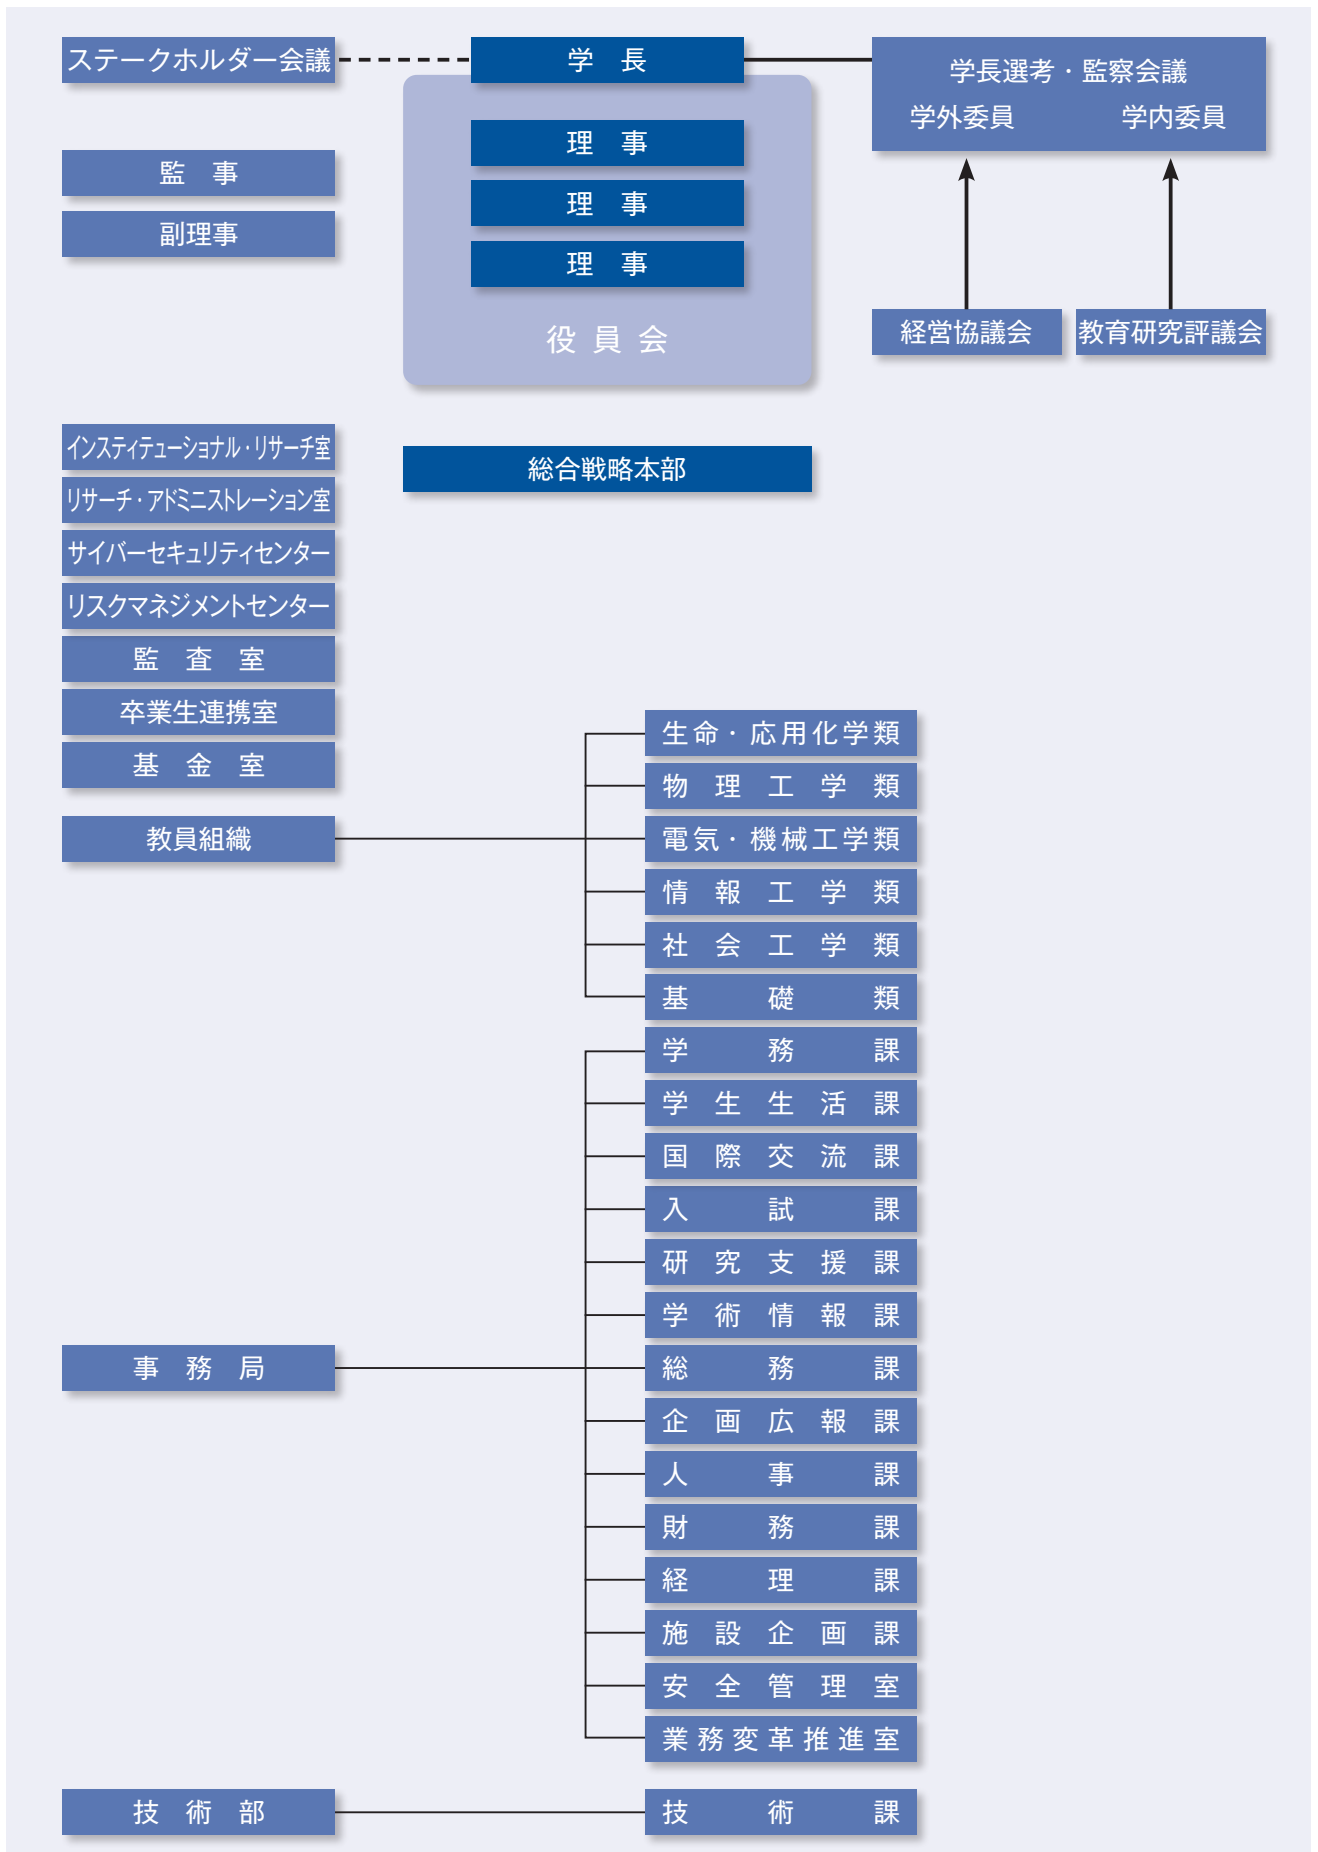 ステークホルダー会議
学 長
学長選考・監察会議
学外委員 学内委員
監 事
副理事
理 事
理 事
理 事
役 員 会
経営協議会
教育研究評議会
インスティテューショナル・リサーチ室
リサーチ・アドミニストレーション室
サイバーセキュリティセンター
リスクマネジメントセンター
監 査 室
卒業生連携室
基 金 室
総合戦略本部
教員組織
生命・応用化学類
物理工学類
電気・機械工学類
情報工学類
社会工学類
基礎類
事 務 局
学務課
学生生活課
国際交流課
入試課
研究支援課
学術情報課
総務課
企画広報課
人事課
財務課
経理課
施設企画課
安全管理室
業務変革推進室
技 術 部
技術課